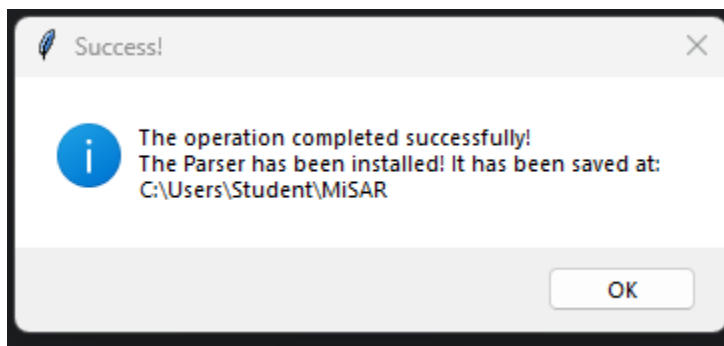 Success!
The operation completed successfully!
The Parser has been installed! It has been saved at:
C:\Users\Student\MiSAR
OK